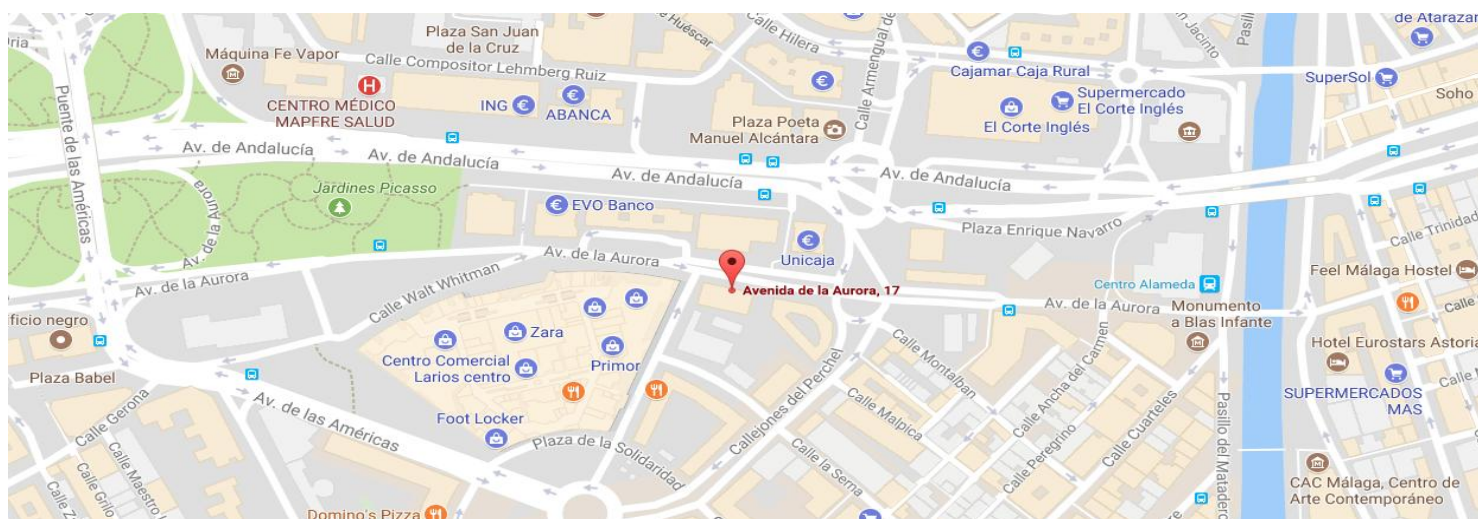 de Atarazan
Plaza San Juan
de la Cruz
Huéscar
Calle Hilera
Calle Armengual de
San Jacinto
Pasillo
Máquina Fe Vapor
Calle Compositor Lehmberg Ruiz
Cajamar Caja Rural
SuperSol
CENTRO MÉDICO
MAPFRE SALUD
ING
ABANCA
Supermercado
El Corte Inglés
El Corte Inglés
Soho
Puente de las Américas
Plaza Poeta
Manuel Alcántara
Av. de Andalucía
Av. de Andalucía
Av. de Andalucía
Av. de Andalucía
Jardines Picasso
Av. de la Aurora
EVO Banco
Plaza Enrique Navarro
Calle Trinidad
Unicaja
Av. de la Aurora
Av. de la Aurora
Calle Walt Whitman
Avenida de la Aurora, 17
Centro Alameda
Feel Málaga Hostel
Av. de la Aurora
Monumento
a Blas Infante
ficio negro
Zara
Centro Comercial
Larios centro
Primor
Hotel Eurostars Astoria
Plaza Babel
Calle Montalbán
Calle Ancha del Carmen
SUPERMERCADOS
MAS
Av. de las Américas
Foot Locker
Callejones del Perchel
Calle Malpica
Calle Peregrino
Calle Cuarteles
Pasillo del Matadero
Calle Gerona
Plaza de la Solidaridad
Calle la Serna
Calle Maestro
Calle Grilo
CAC Málaga, Centro de
Arte Contemporáneo
Domino's Pizza